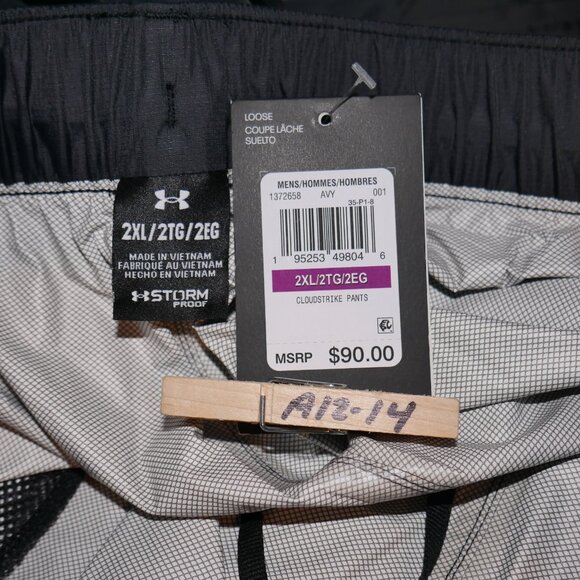 LOOSE
COUPE LÂCHE
SUELTO
MENS/HOMMES/HOMBRES
1372658 AVY 001
35-P1-8
1 95253 49804 6
2XL/2TG/2EG
CLOUDSTRIKE PANTS
MSRP $90.00
2XL/2TG/2EG
MADE IN VIETNAM
FABRIQUÉ AU VIETNAM
HECHO EN VIETNAM
STORM
PROOF
A12-14